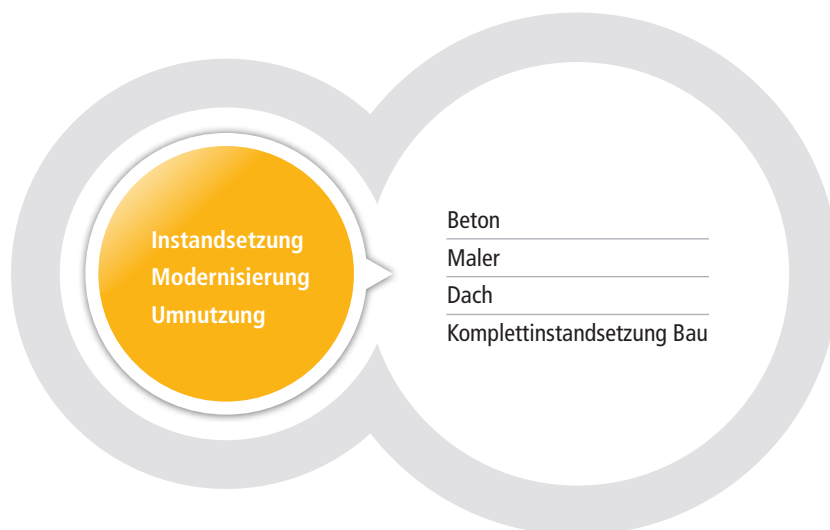 Instandsetzung
Modernisierung
Umnutzung
Beton
Maler
Dach
Komplettinstandsetzung Bau